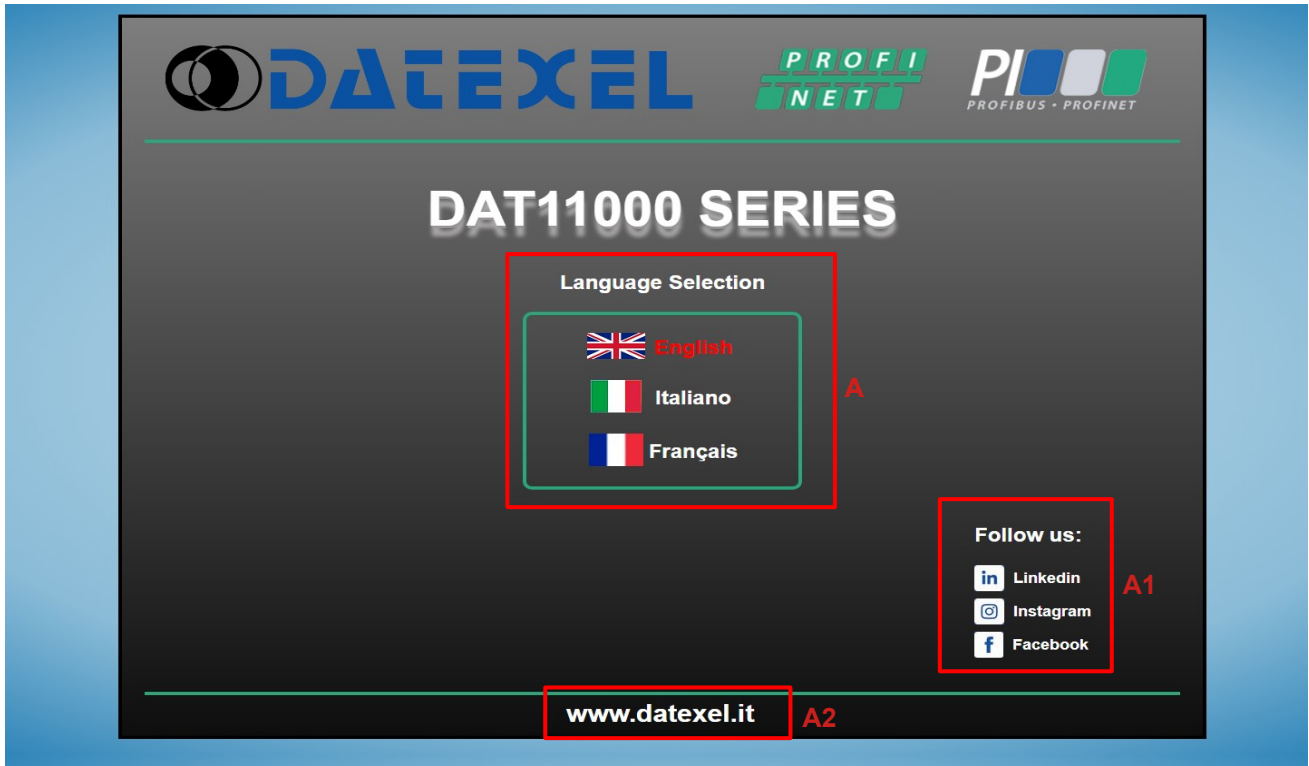 DATEXEL
PROFI
NET
PI
PROFIBUS • PROFINET
DAT11000 SERIES
Language Selection
English
Italiano
A
Français
Follow us:
in Linkedin
A1
Instagram
f Facebook
www.datexel.it
A2